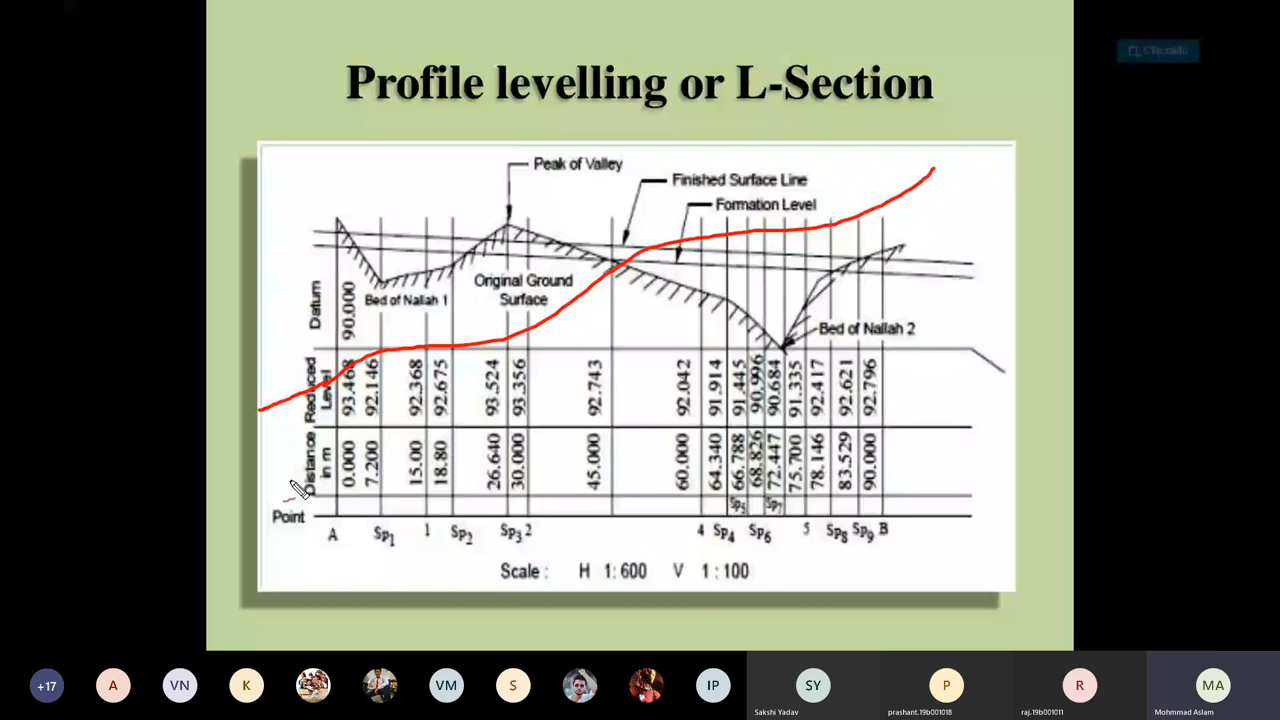 Clip slide
Profile levelling or L-Section
Peak of Valley
Finished Surface Line
Formation Level
Original Ground
Surface
Bed of Nallah 1
Bed of Nallah 2
Datum 90.000
Reduced Level 93.468 92.146 92.368 92.675 93.524 93.356 92.743 92.042 91.914 91.445 90.996 90.684 91.335 92.417 92.621 92.796
Distance in m 0.000 7.200 15.00 18.80 26.640 30.000 45.000 60.000 64.340 66.788 68.826 72.447 75.700 78.146 83.529 90.000
Sp5 Sp7
Point A Sp1 1 Sp2 Sp3 2 4 Sp4 Sp6 5 Sp8 Sp9 B
Scale : H 1:600 V 1:100
+17 A VN K VM S IP SY P R MA
Sakshi Yadav prashant.19b001018 raj.19b001011 Mohmmad Aslam